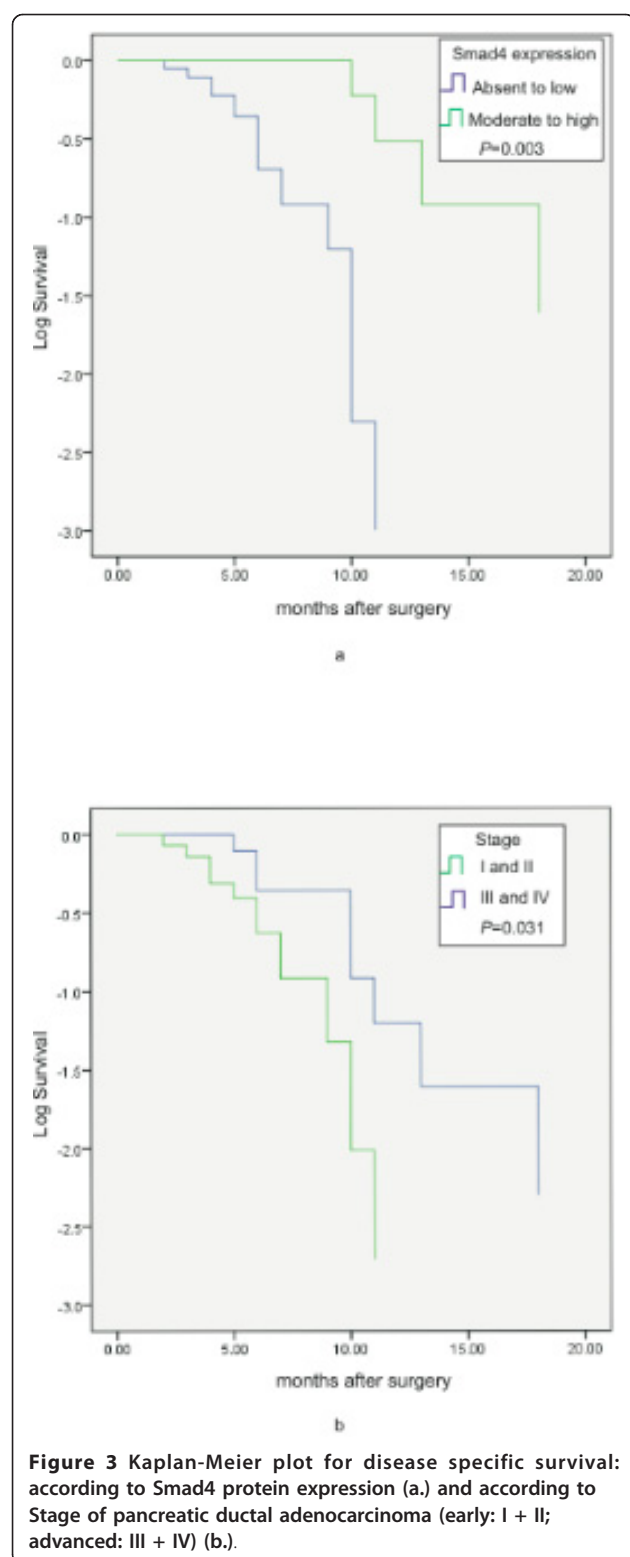 Smad4 expression
Absent to low
Moderate to high
P=0.003
0.0
-0.5
-1.0
-1.5
-2.0
-2.5
-3.0
Log Survival
0.00 5.00 10.00 15.00 20.00
months after surgery
a
Stage
I and II
III and IV
P=0.031
0.0
-0.5
-1.0
-1.5
-2.0
-2.5
-3.0
Log Survival
0.00 5.00 10.00 15.00 20.00
months after surgery
b
Figure 3 Kaplan-Meier plot for disease specific survival:
according to Smad4 protein expression (a.) and according to
Stage of pancreatic ductal adenocarcinoma (early: I + II;
advanced: III + IV) (b.).